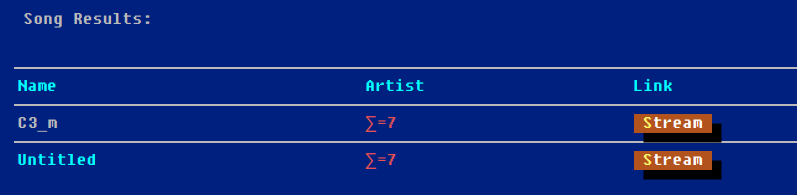 Song Results:
Name Artist Link
C3_m ∑=7 Stream
Untitled ∑=7 Stream